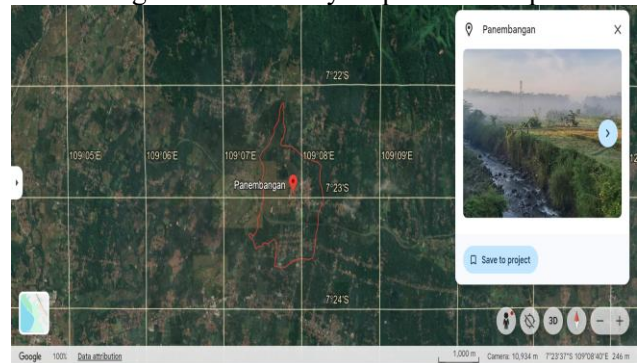 Panembangan
7°22'S
109°05'E
109°06'E
109°07'E
109°08'E
109°09'E
Panembangan
7°23'S
7°24'S
Save to project
3D
Google
100%
Data attribution
1,000 m
Camera: 10,934 m
7°23'37"S 109°08'40"E
246 m